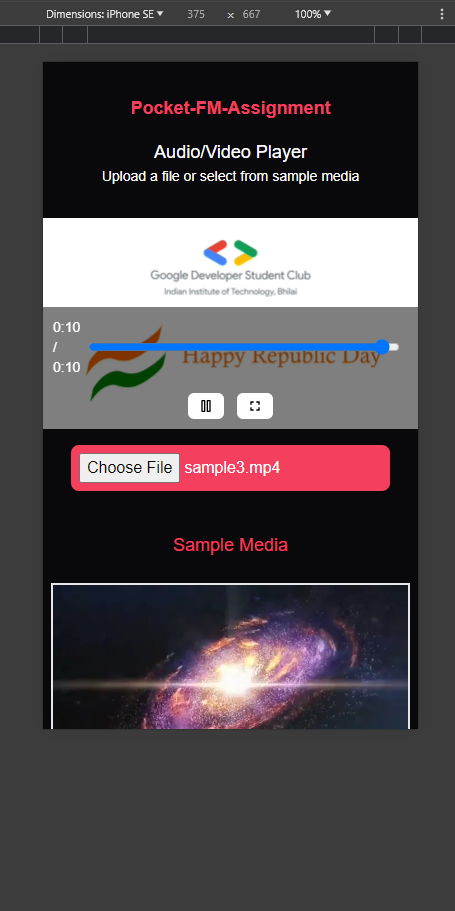 Dimensions: iPhone SE ▼ 375 x 667 100% ▼
Pocket-FM-Assignment
Audio/Video Player
Upload a file or select from sample media
Google Developer Student Club
Indian Institute of Technology, Bhilai
0:10
/
0:10
Happy Republic Day
Choose File sample3.mp4
Sample Media